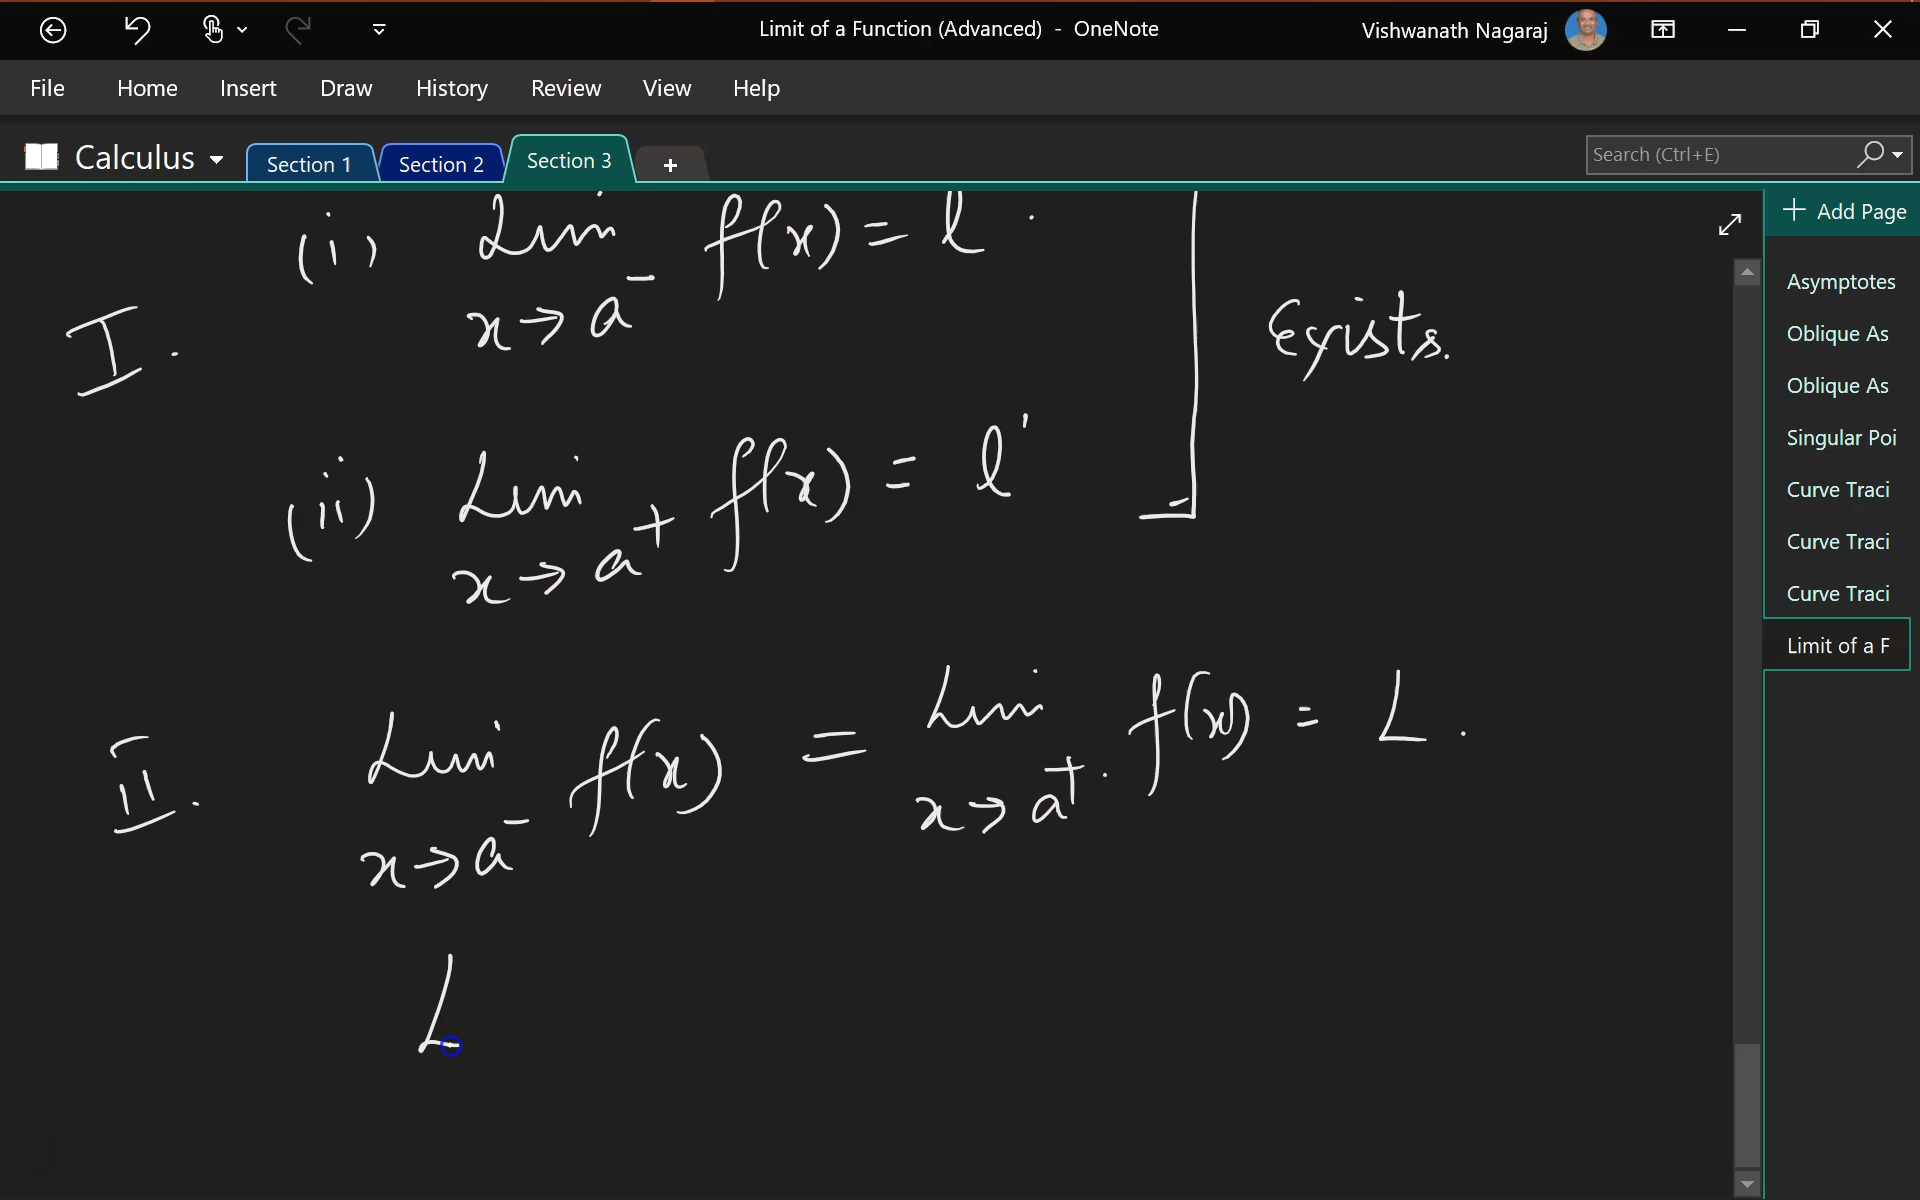 Limit of a Function (Advanced) - OneNote
Vishwanath Nagaraj
File Home Insert Draw History Review View Help
Calculus Section 1 Section 2 Section 3 +
Search (Ctrl+E)
Add Page
Asymptotes
Oblique As
Oblique As
Singular Poi
Curve Traci
Curve Traci
Curve Traci
Limit of a F
I. (i) Lim f(x) = l .
x → a⁻
Exists.
(ii) Lim f(x) = l'
x → a⁺
II. Lim f(x) = Lim f(x) = L .
x → a⁻ x → a⁺
L